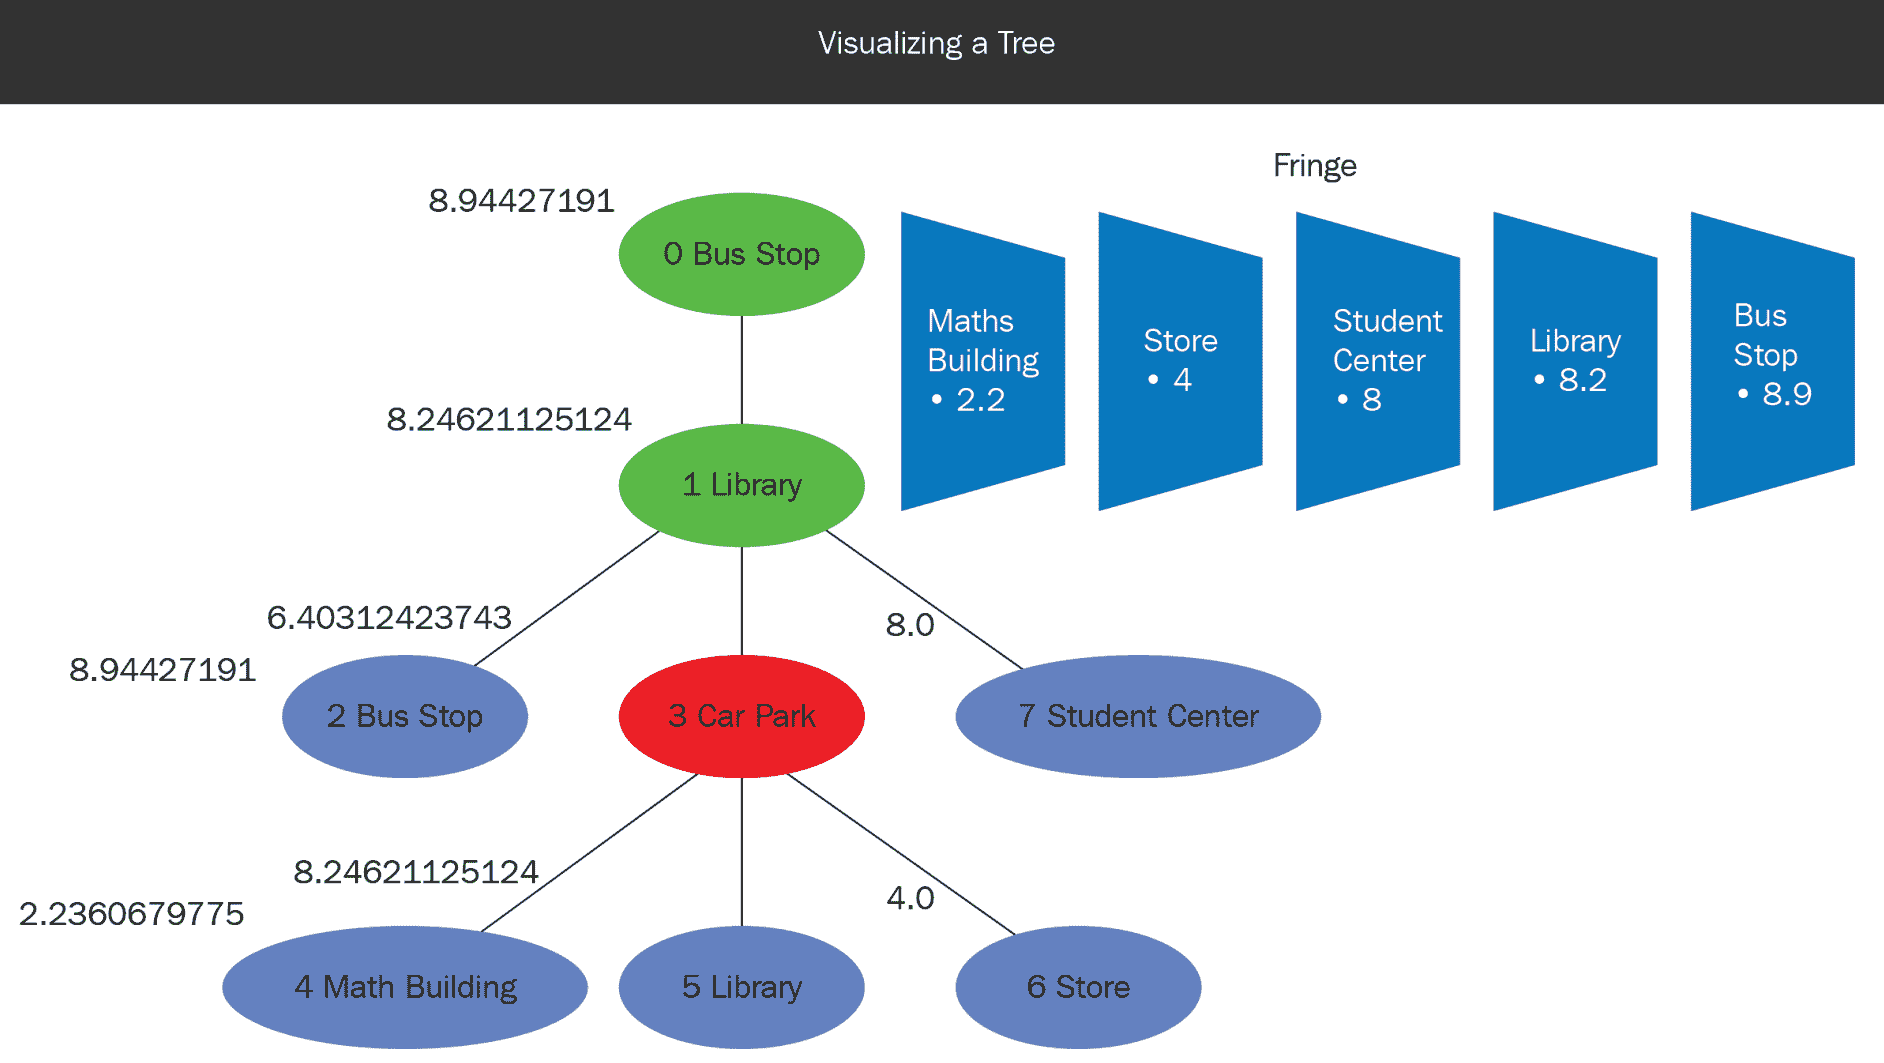 Visualizing a Tree
Fringe
8.94427191
0 Bus Stop
Maths
Building
• 2.2
Store
• 4
Student
Center
• 8
Library
• 8.2
Bus
Stop
• 8.9
8.24621125124
1 Library
6.40312423743
8.0
8.94427191
2 Bus Stop
3 Car Park
7 Student Center
8.24621125124
4.0
2.2360679775
4 Math Building
5 Library
6 Store